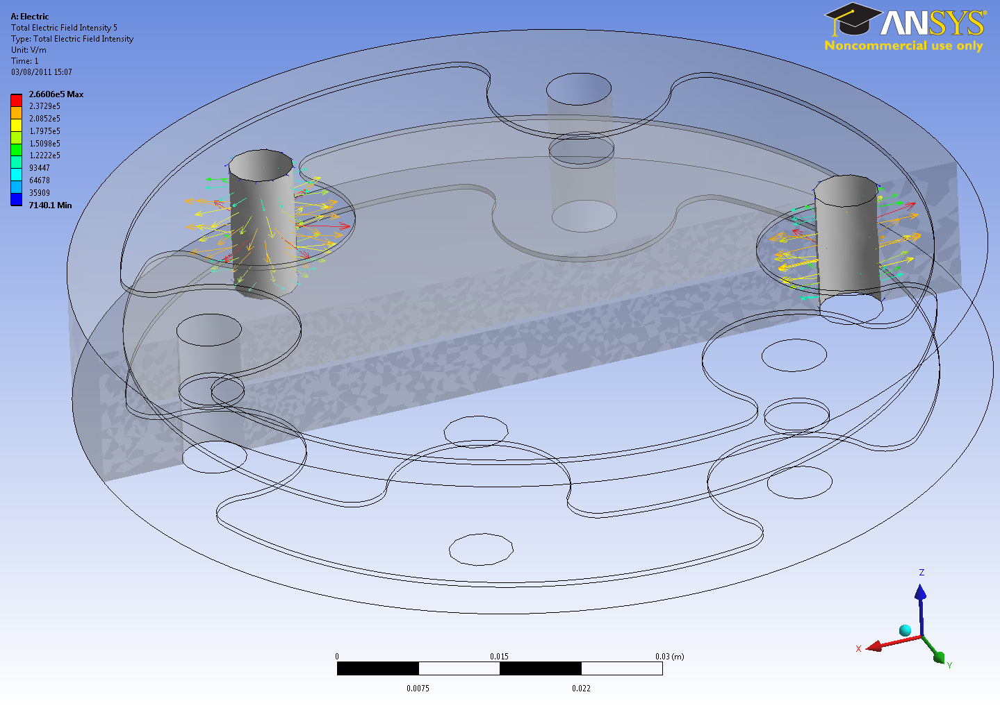 A: Electric
Total Electric Field Intensity 5
Type: Total Electric Field Intensity
Unit: V/m
Time: 1
03/08/2011 15:07
2.6606e5 Max
2.3729e5
2.0852e5
1.7975e5
1.5098e5
1.2222e5
93447
64678
35909
7140.1 Min
ANSYS®
Noncommercial use only
Z
X
Y
0 0.015 0.03 (m)
0.0075 0.022